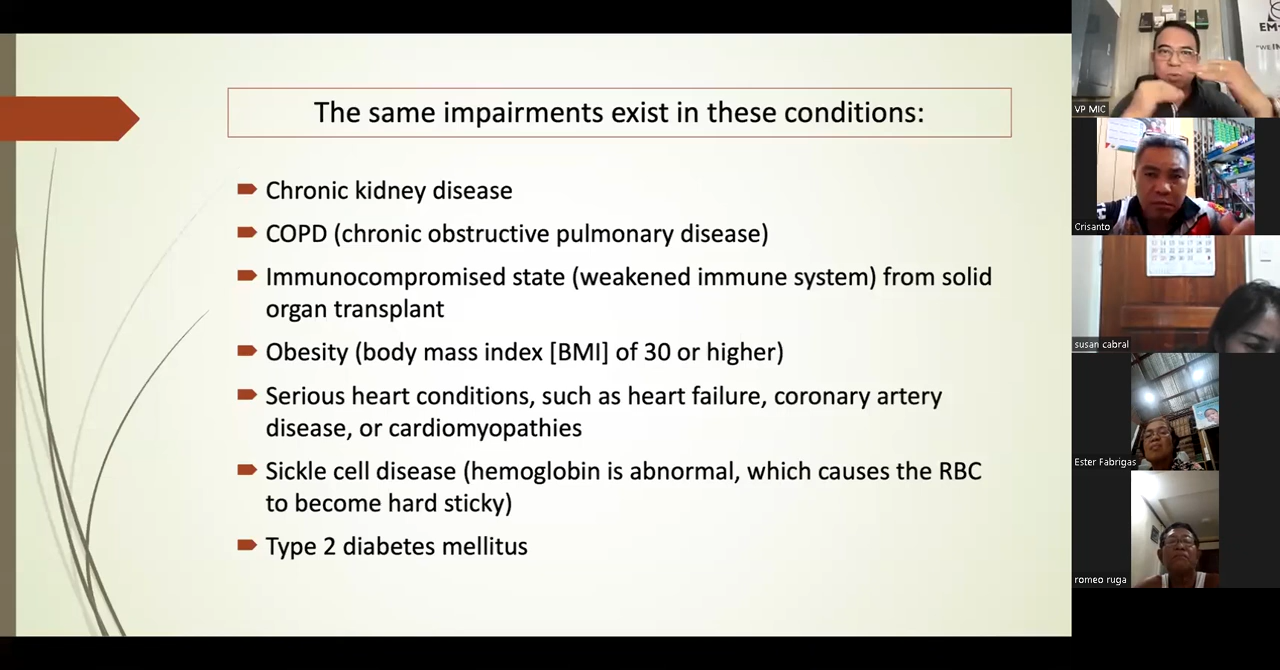 The same impairments exist in these conditions:
Chronic kidney disease
COPD (chronic obstructive pulmonary disease)
Immunocompromised state (weakened immune system) from solid
organ transplant
Obesity (body mass index [BMI] of 30 or higher)
Serious heart conditions, such as heart failure, coronary artery
disease, or cardiomyopathies
Sickle cell disease (hemoglobin is abnormal, which causes the RBC
to become hard sticky)
Type 2 diabetes mellitus
VP MIC
Crisanto
susan cabral
Ester Fabrigas
romeo ruga